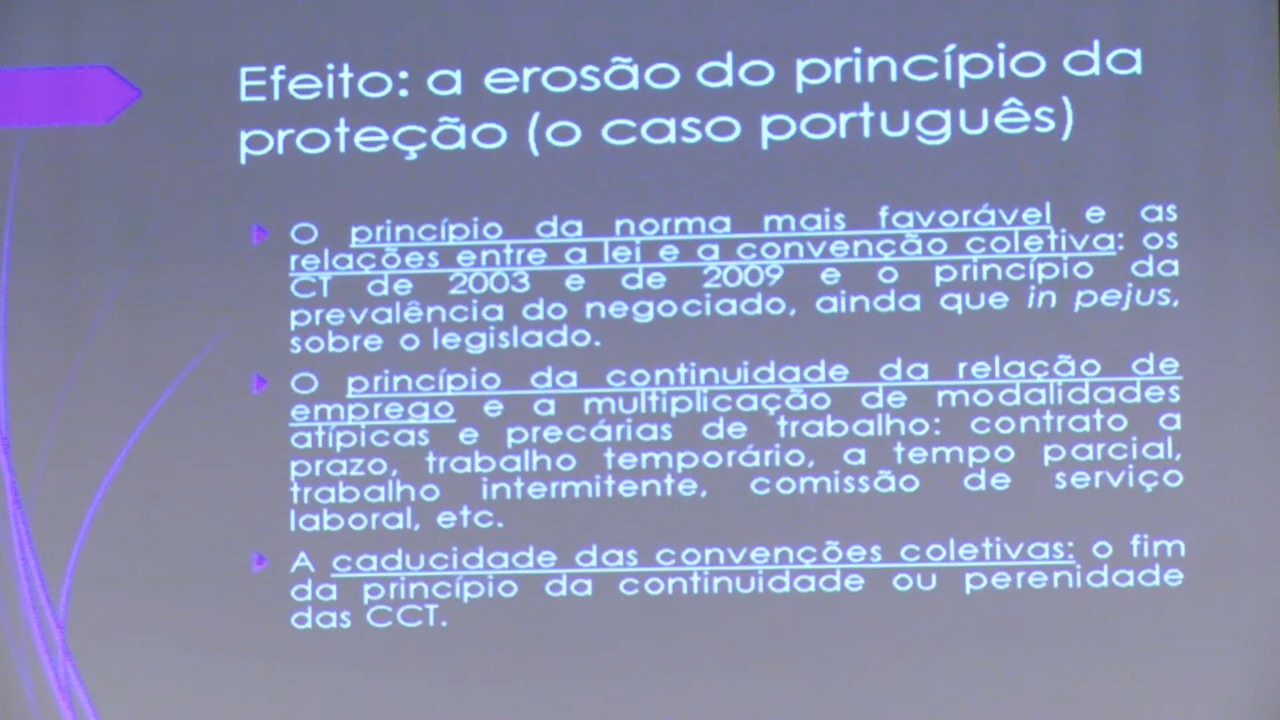 Efeito: a erosão do princípio da
proteção (o caso português)
O princípio da norma mais favorável e as
relações entre a lei e a convenção coletiva: os
CT de 2003 e de 2009 e o princípio da
prevalência do negociado, ainda que in pejus,
sobre o legislado.
O princípio da continuidade da relação de
emprego e a multiplicação de modalidades
atípicas e precárias de trabalho: contrato a
prazo, trabalho temporário, a tempo parcial,
trabalho intermitente, comissão de serviço
laboral, etc.
A caducidade das convenções coletivas: o fim
da princípio da continuidade ou perenidade
das CCT.